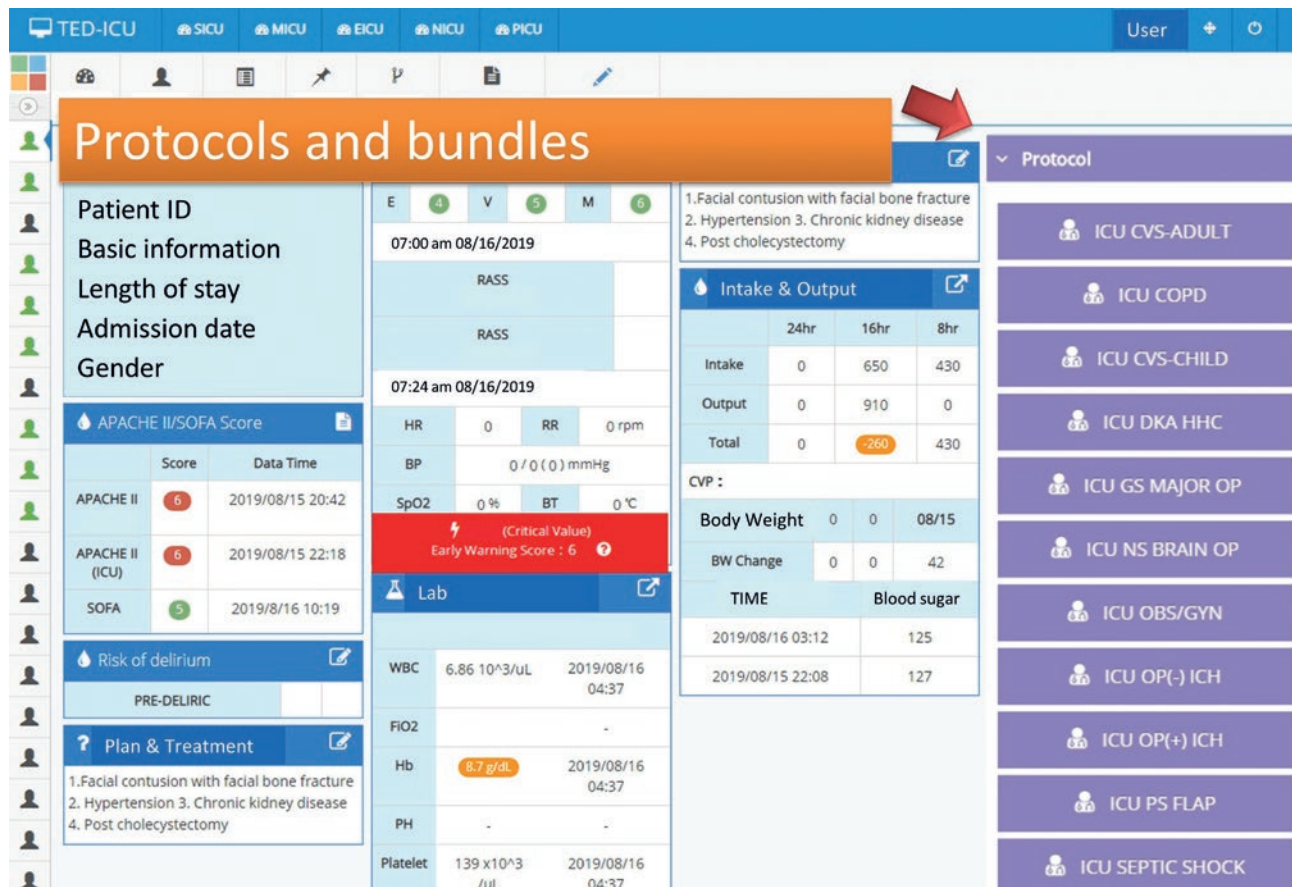 TED-ICU SICU MICU EICU NICU PICU User
Protocols and bundles
Patient ID
Basic information
Length of stay
Admission date
Gender
APACHE II/SOFA Score
Score Data Time
APACHE II 6 2019/08/15 20:42
APACHE II (ICU) 6 2019/08/15 22:18
SOFA 5 2019/8/16 10:19
Risk of delirium
PRE-DELIRIC
? Plan & Treatment
1.Facial contusion with facial bone fracture
2. Hypertension 3. Chronic kidney disease
4. Post cholecystectomy
E 4 V 5 M 6
07:00 am 08/16/2019
RASS
RASS
07:24 am 08/16/2019
HR 0 RR 0 rpm
BP 0 / 0 ( 0 ) mmHg
SpO2 0 % BT 0 ℃
(Critical Value)
Early Warning Score : 6 ?
Lab
WBC 6.86 10^3/uL 2019/08/16 04:37
FiO2 -
Hb 8.7 g/dL 2019/08/16 04:37
PH - -
Platelet 139 x10^3 /uL 2019/08/16 04:37
1.Facial contusion with facial bone fracture
2. Hypertension 3. Chronic kidney disease
4. Post cholecystectomy
Intake & Output
24hr 16hr 8hr
Intake 0 650 430
Output 0 910 0
Total 0 -260 430
CVP :
Body Weight 0 0 08/15
BW Change 0 0 42
TIME Blood sugar
2019/08/16 03:12 125
2019/08/15 22:08 127
Protocol
ICU CVS-ADULT
ICU COPD
ICU CVS-CHILD
ICU DKA HHC
ICU GS MAJOR OP
ICU NS BRAIN OP
ICU OBS/GYN
ICU OP(-) ICH
ICU OP(+) ICH
ICU PS FLAP
ICU SEPTIC SHOCK